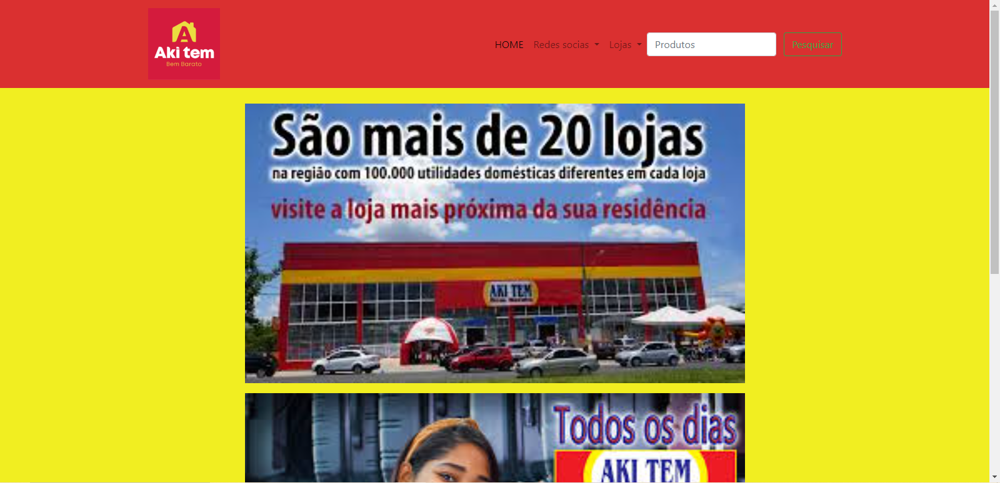 Aki tem
Bem Barato
HOME
Redes socias
Lojas
Produtos
Pesquisar
São mais de 20 lojas
na região com 100.000 utilidades domésticas diferentes em cada loja
visite a loja mais próxima da sua residência
AKI TEM
Todos os dias
AKI TEM